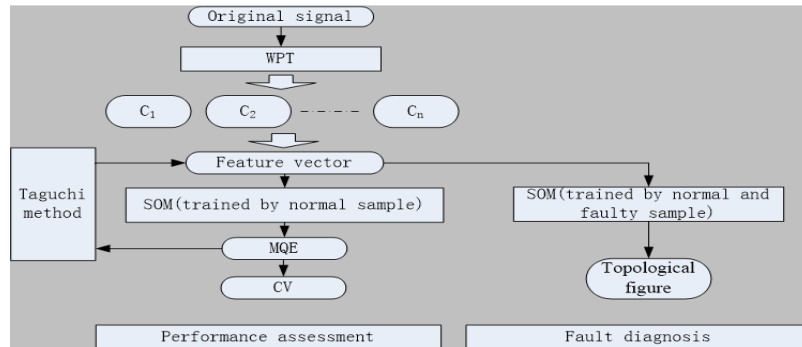 Original signal
WPT
C1
C2
Cn
Feature vector
Taguchi
method
SOM(trained by normal sample)
SOM(trained by normal and
faulty sample)
MQE
CV
Topological
figure
Performance assessment
Fault diagnosis